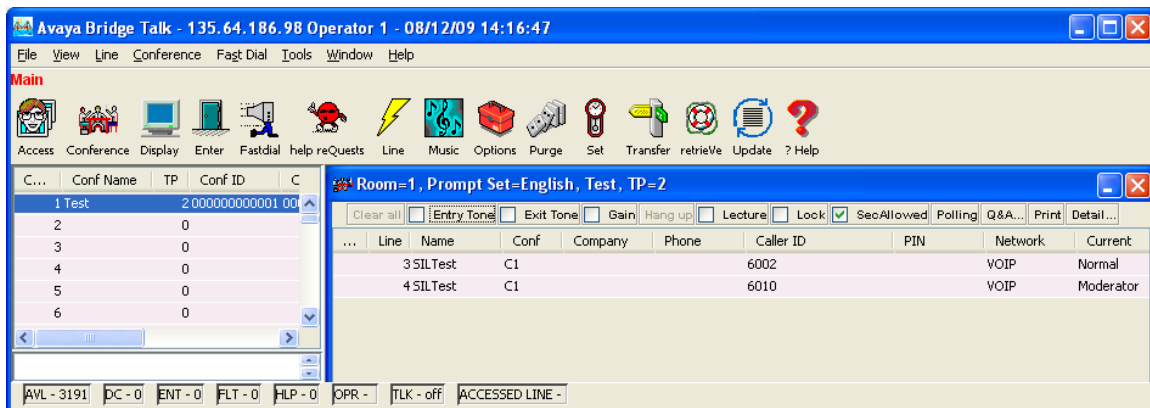 Avaya Bridge Talk - 135.64.186.98 Operator 1 - 08/12/09 14:16:47
File View Line Conference Fast Dial Tools Window Help
Main
Access Conference Display Enter Fastdial help reQuests Line Music Options Purge Set Transfer retrieVe Update ? Help
C... Conf Name TP Conf ID C
1 Test 2 000000000001
2 0
3 0
4 0
5 0
6 0
Room=1, Prompt Set=English, Test, TP=2
Clear all Entry Tone Exit Tone Gain Hang up Lecture Lock SecAllowed Polling Q&A... Print Detail...
... Line Name Conf Company Phone Caller ID PIN Network Current
3 SILTest C1 6002 VOIP Normal
4 SILTest C1 6010 VOIP Moderator
AVL - 3191 DC - 0 ENT - 0 FLT - 0 HLP - 0 OPR - TLK - off ACCESSED LINE -